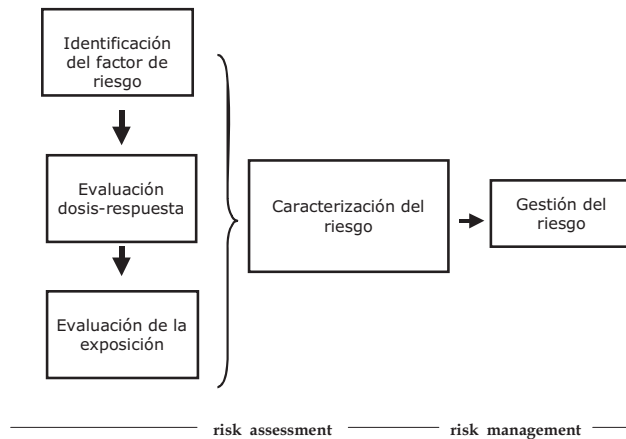 Identificación
del factor de
riesgo
Evaluación
dosis-respuesta
Evaluación de la
exposición
Caracterización del
riesgo
Gestión del
riesgo
risk assessment
risk management